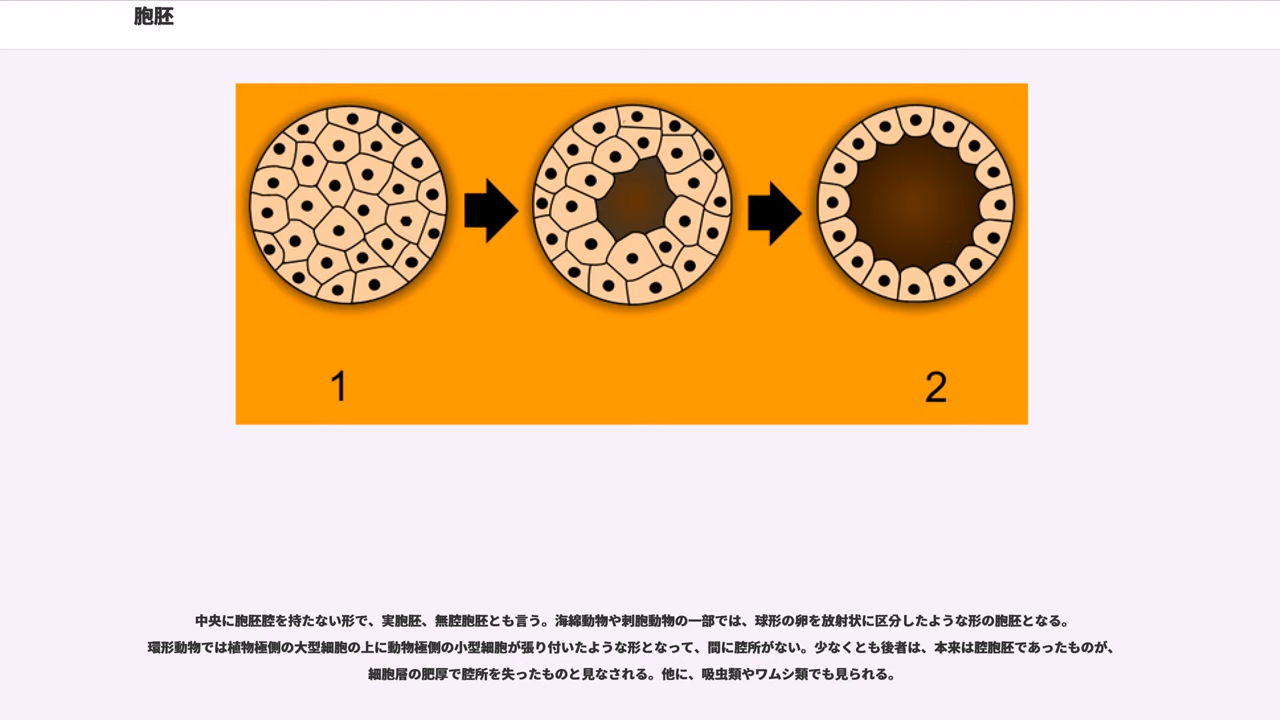 胞胚
1
2
中央に胞胚腔を持たない形で、実胞胚、無腔胞胚とも言う。海綿動物や刺胞動物の一部では、球形の卵を放射状に区分したような形の胞胚となる。
環形動物では植物極側の大型細胞の上に動物極側の小型細胞が張り付いたような形となって、間に腔所がない。少なくとも後者は、本来は腔胞胚であったものが、
細胞層の肥厚で腔所を失ったものと見なされる。他に、吸虫類やワムシ類でも見られる。